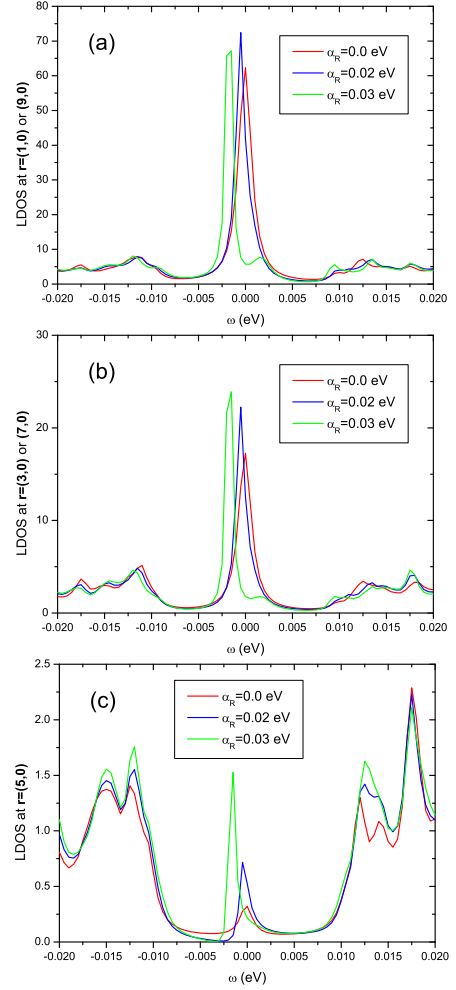 80
(a)
α_R=0.0 eV
70
α_R=0.02 eV
60
α_R=0.03 eV
50
40
30
20
10
0
LDOS at r=(1,0) or (9,0)
-0.020 -0.015 -0.010 -0.005 0.000 0.005 0.010 0.015 0.020
ω (eV)
30
(b)
α_R=0.0 eV
α_R=0.02 eV
α_R=0.03 eV
20
10
0
LDOS at r=(3,0) or (7,0)
-0.020 -0.015 -0.010 -0.005 0.000 0.005 0.010 0.015 0.020
ω (eV)
2.5
(c)
α_R=0.0 eV
α_R=0.02 eV
α_R=0.03 eV
2.0
1.5
1.0
0.5
0.0
LDOS at r=(5,0)
-0.020 -0.015 -0.010 -0.005 0.000 0.005 0.010 0.015 0.020
ω (eV)